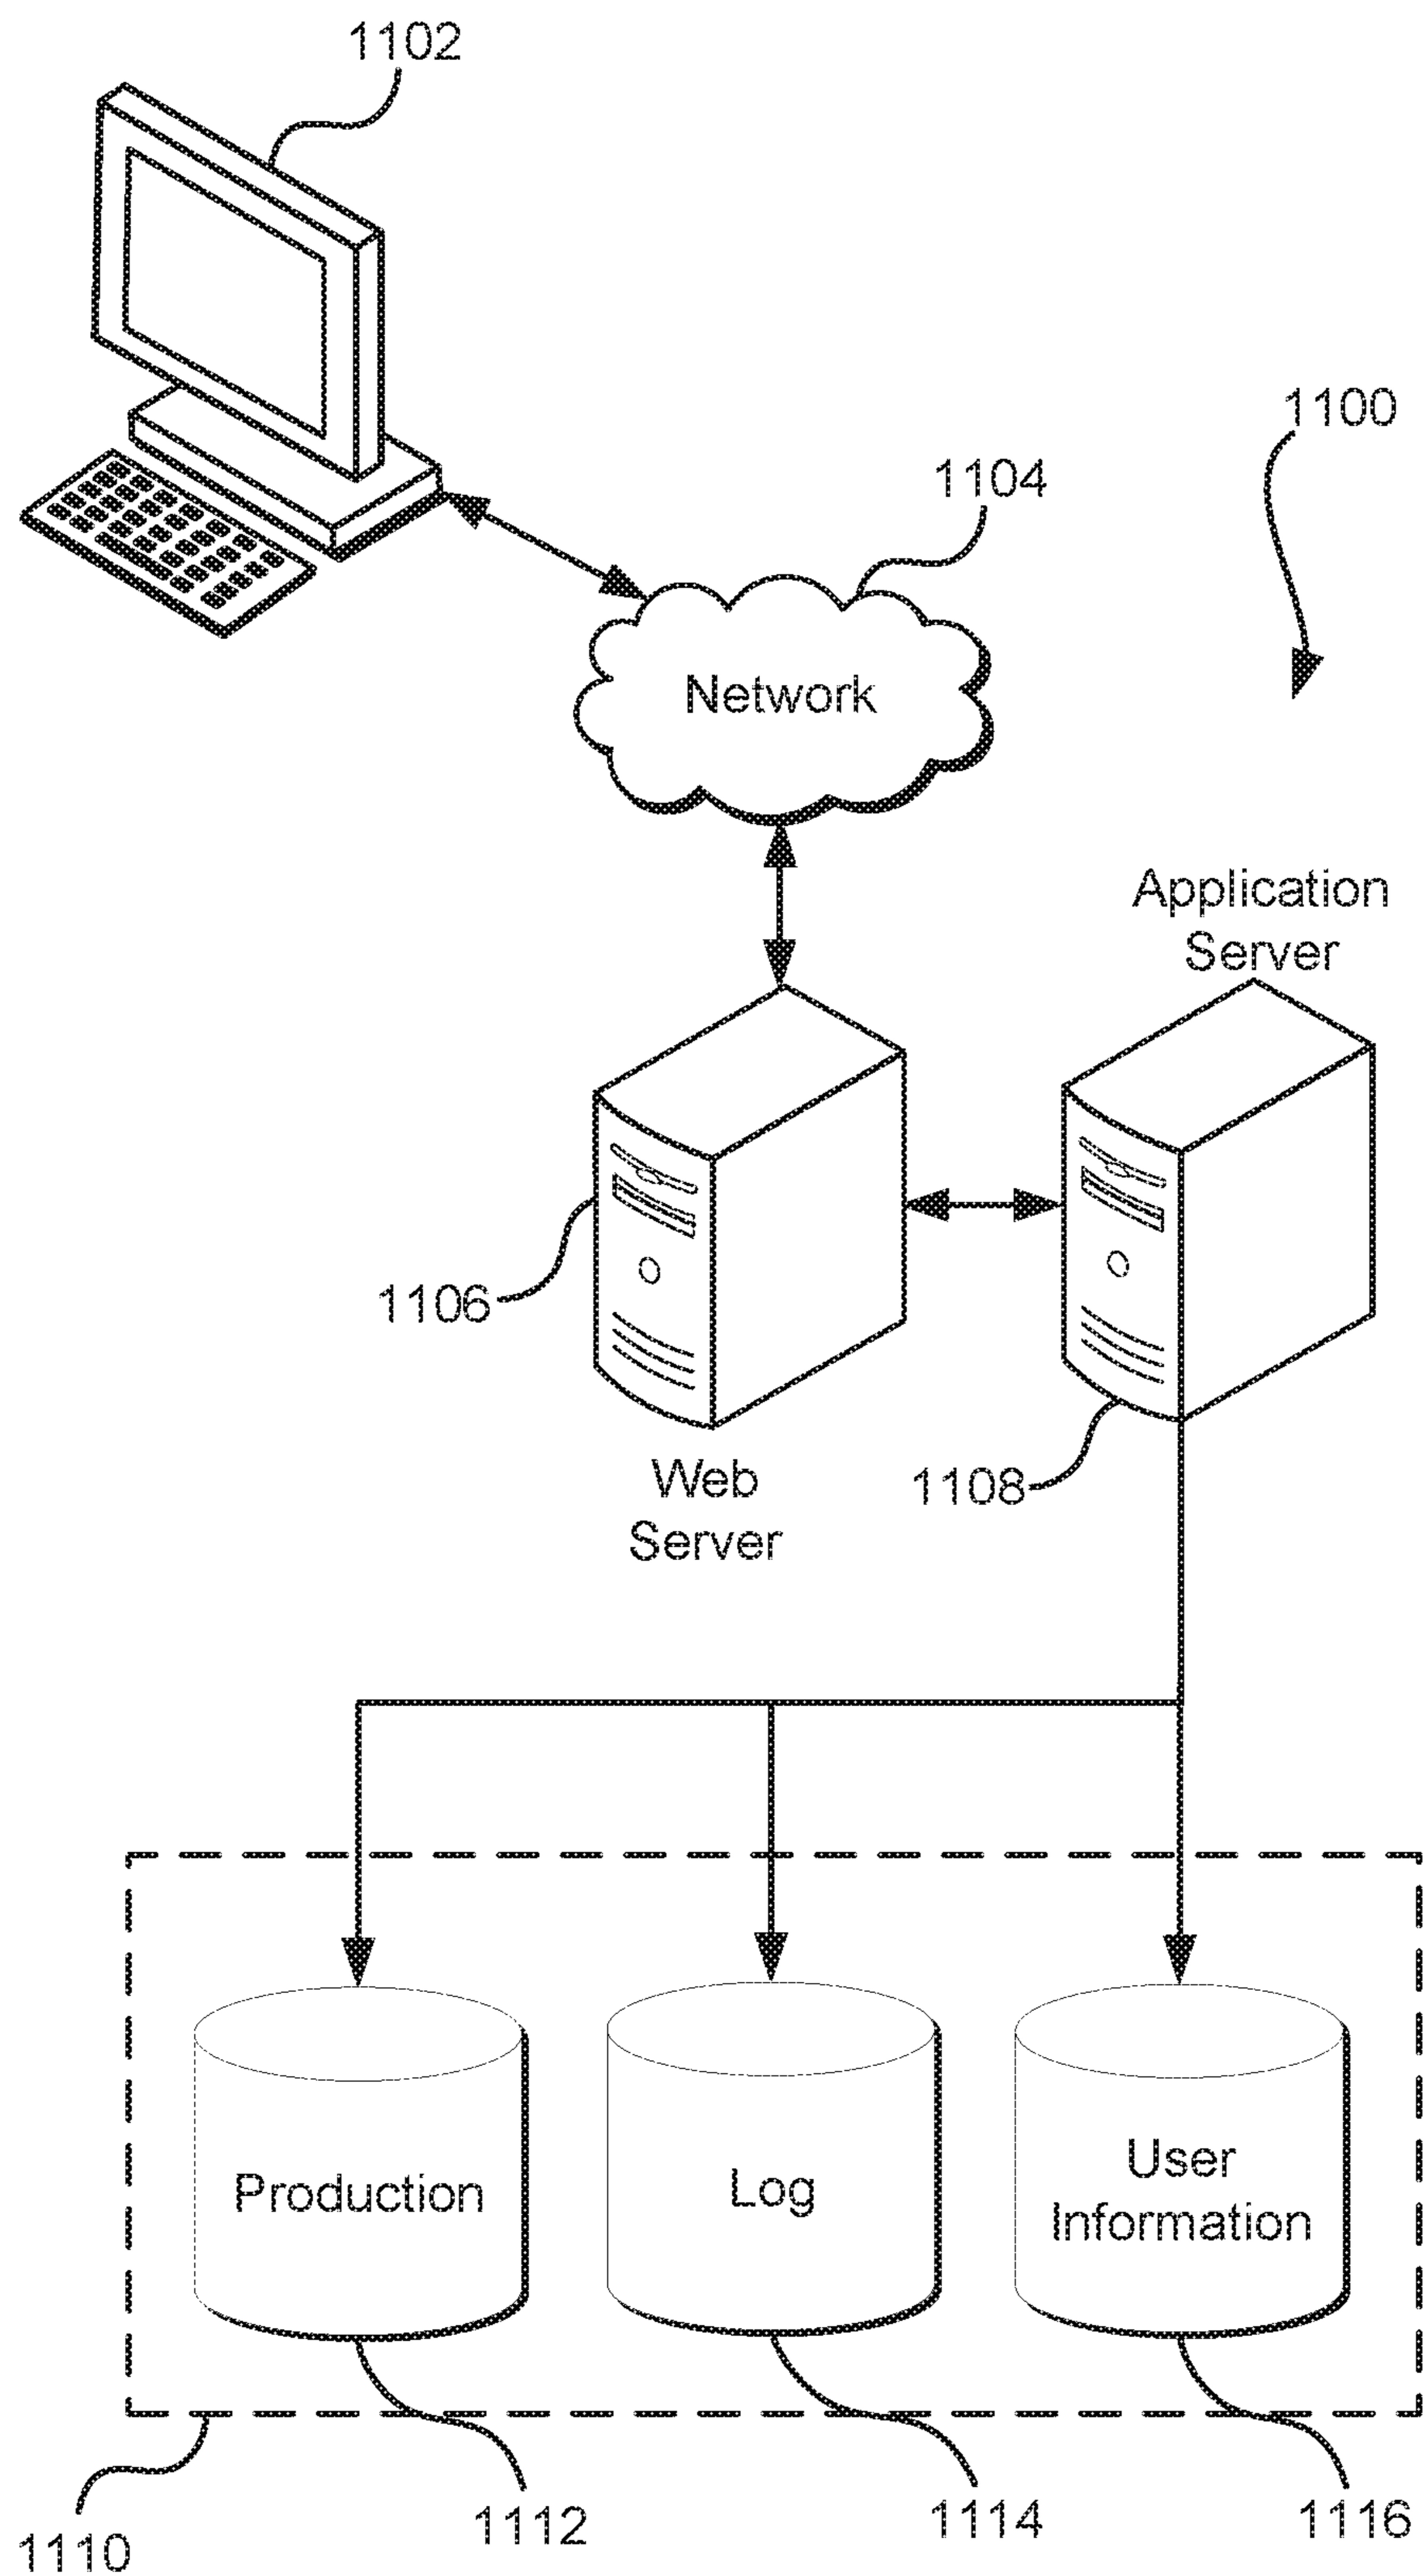 1102
1100
1104
Network
Application
Server
1106
Web
Server
1108
Production
Log
User
Information
1110
1112
1114
1116